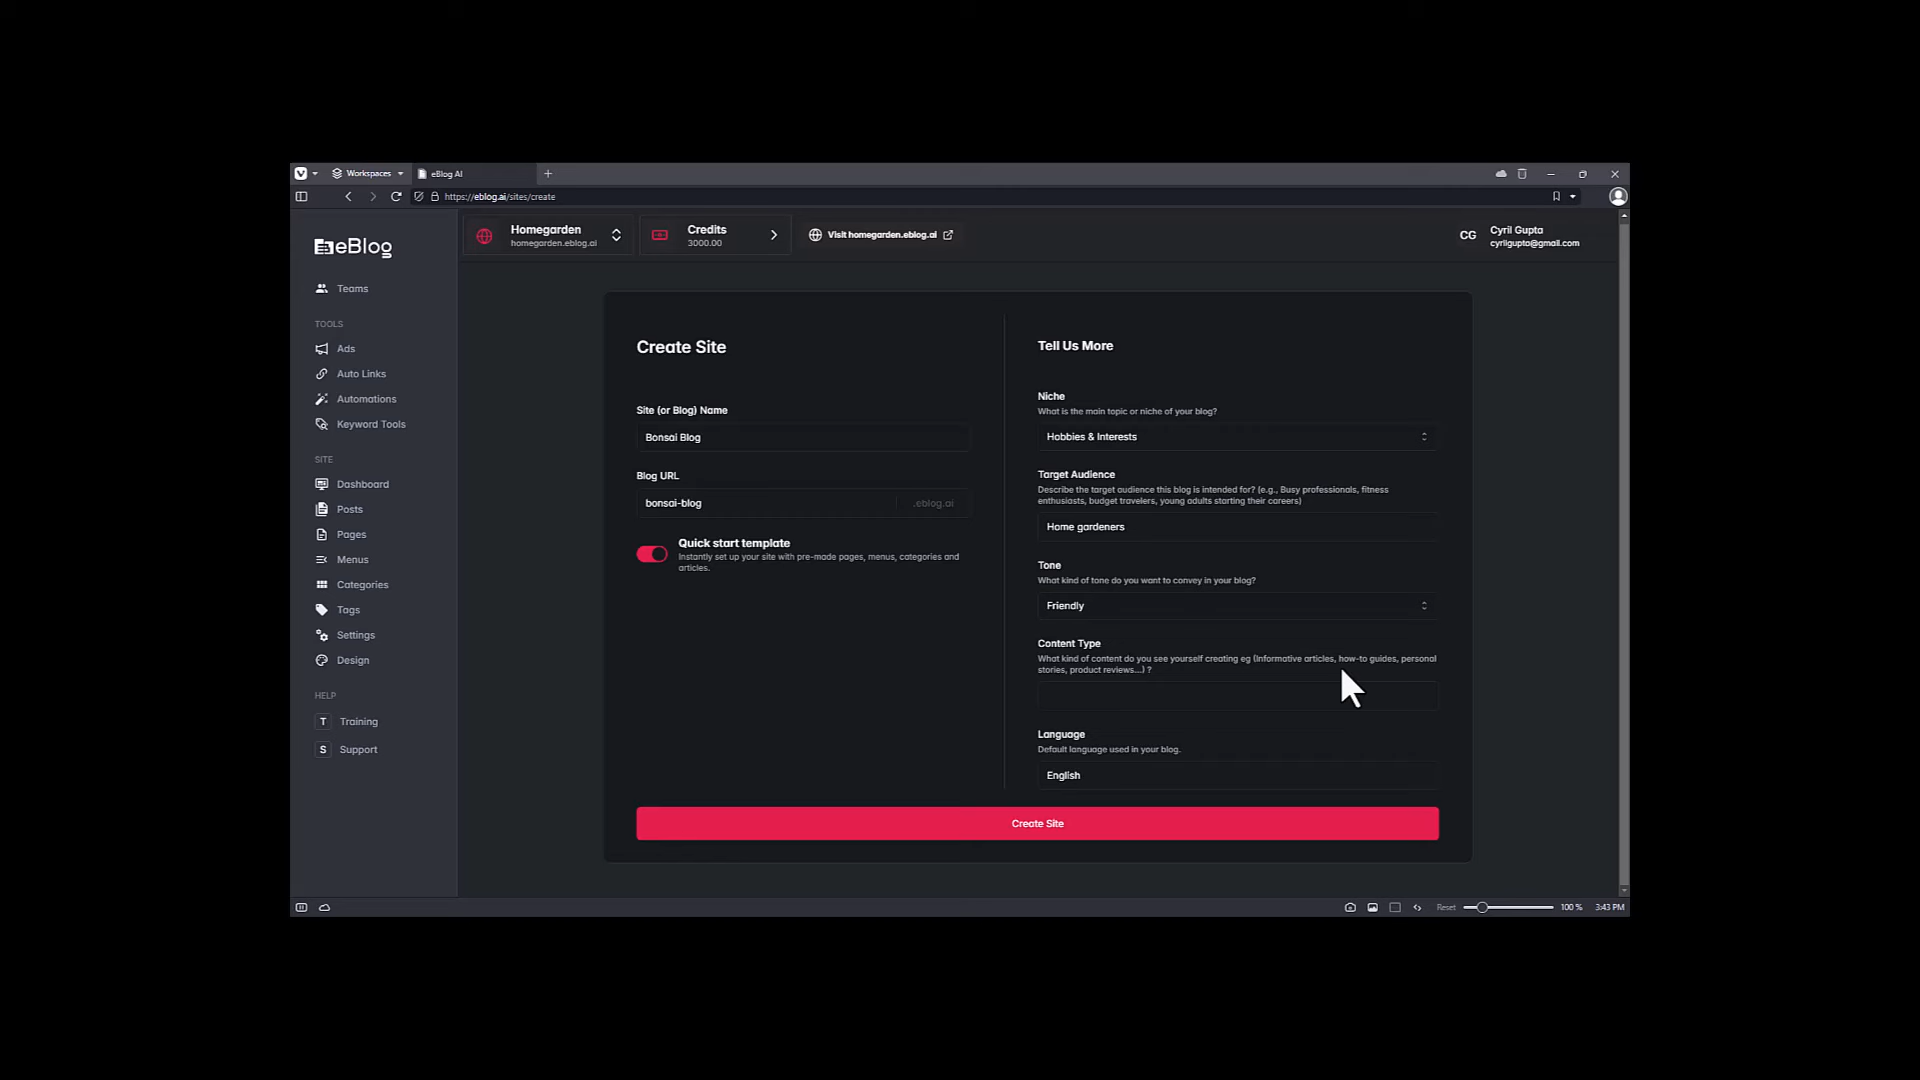 Workspaces
eBlog AI
https://eblog.ai/sites/create
eBlog
Homegarden
homegarden.eblog.ai
Credits
3000.00
Visit homegarden.eblog.ai
CG
Cyril Gupta
cyrilgupta@gmail.com
Teams
TOOLS
Ads
Auto Links
Automations
Keyword Tools
SITE
Dashboard
Posts
Pages
Menus
Categories
Tags
Settings
Design
HELP
T Training
S Support
Create Site
Site (or Blog) Name
Bonsai Blog
Blog URL
bonsai-blog .eblog.ai
Quick start template
Instantly set up your site with pre-made pages, menus, categories and
articles.
Tell Us More
Niche
What is the main topic or niche of your blog?
Hobbies & Interests
Target Audience
Describe the target audience this blog is intended for? (e.g., Busy professionals, fitness
enthusiasts, budget travelers, young adults starting their careers)
Home gardeners
Tone
What kind of tone do you want to convey in your blog?
Friendly
Content Type
What kind of content do you see yourself creating eg (Informative articles, how-to guides, personal
stories, product reviews...) ?
Language
Default language used in your blog.
English
Create Site
Reset 100 % 3:43 PM